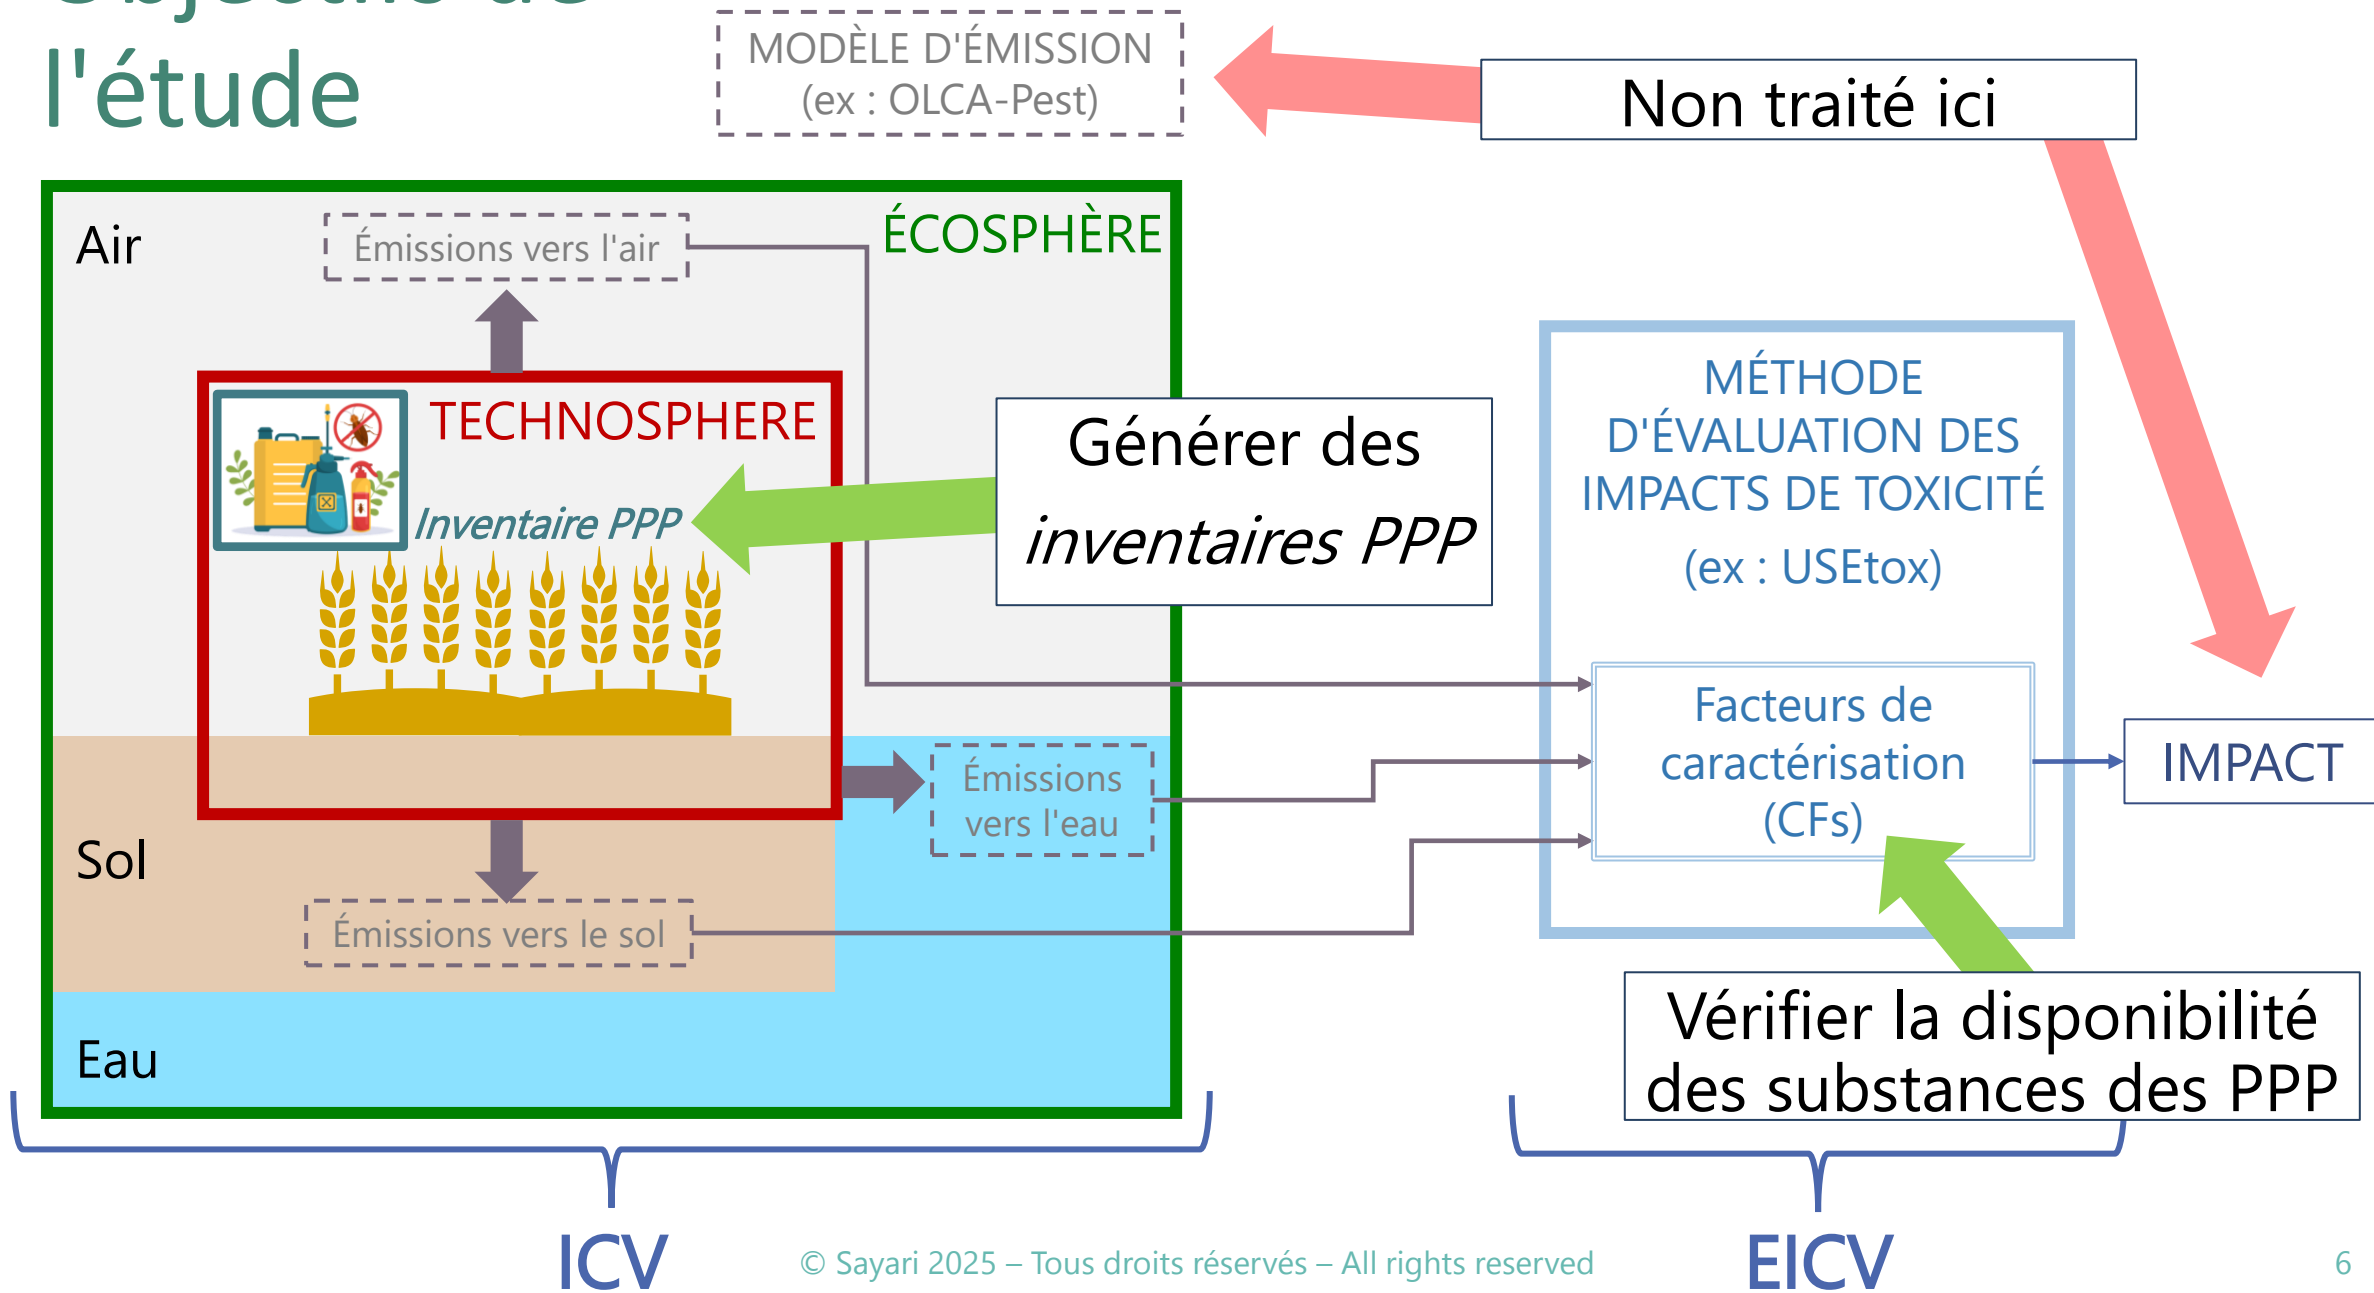 l'étude
MODÈLE D'ÉMISSION
(ex : OLCA-Pest)
Non traité ici
Air
Émissions vers l'air
ÉCOSPHÈRE
TECHNOSPHERE
Inventaire PPP
Générer des
inventaires PPP
MÉTHODE
D'ÉVALUATION DES
IMPACTS DE TOXICITÉ
(ex : USEtox)
Facteurs de
caractérisation
(CFs)
IMPACT
Émissions
vers l'eau
Sol
Émissions vers le sol
Eau
Vérifier la disponibilité
des substances des PPP
ICV
EICV
© Sayari 2025 – Tous droits réservés – All rights reserved
6